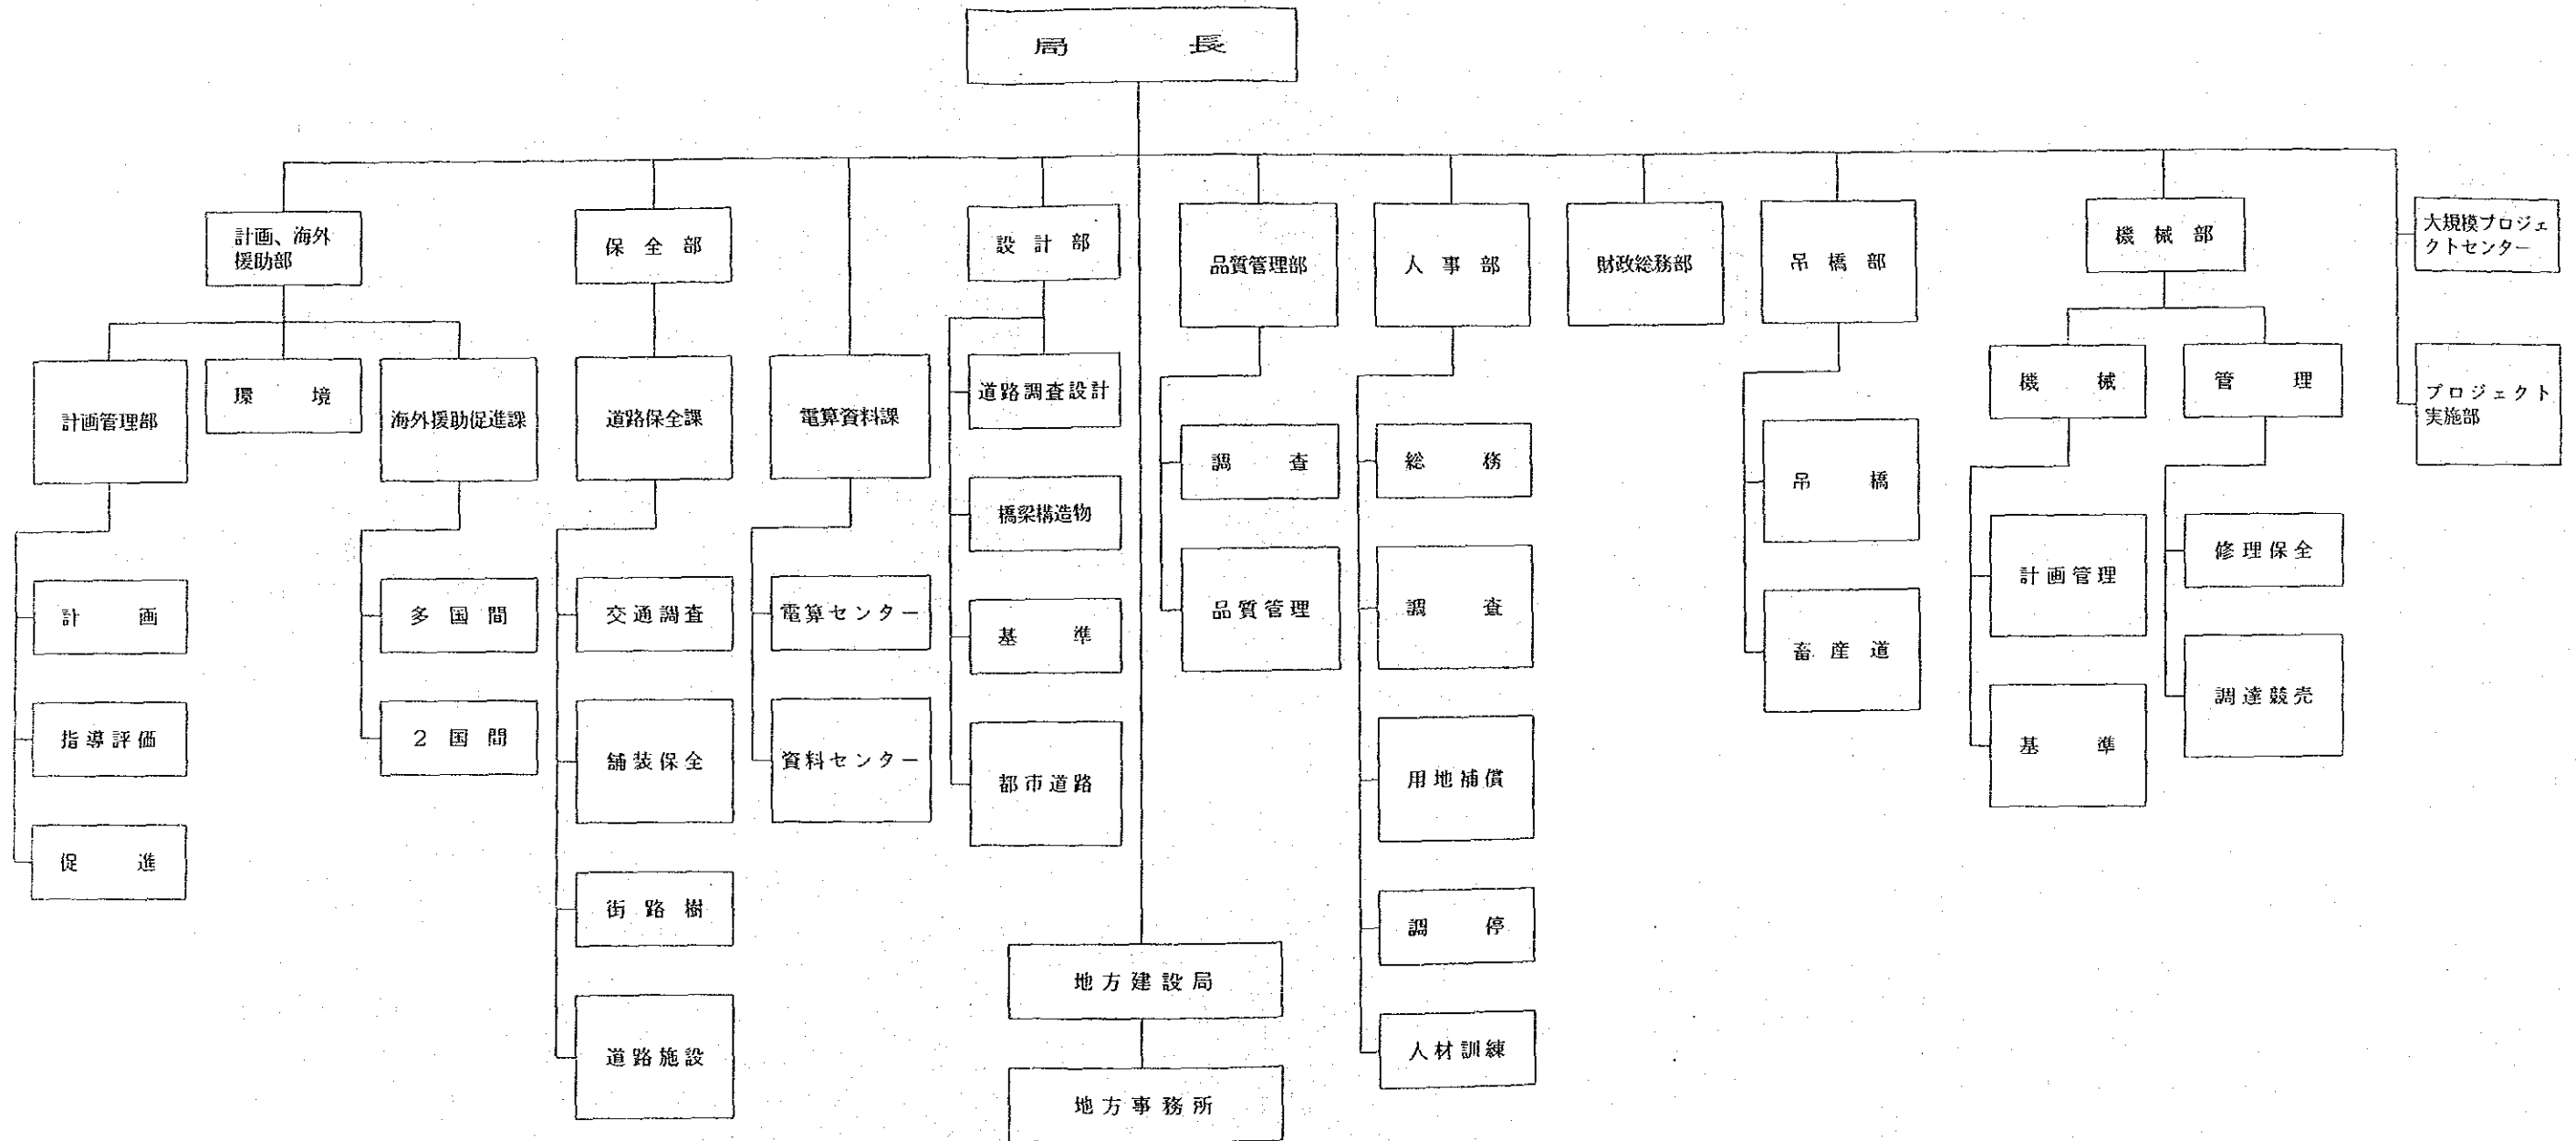 局長
計画、海外
援助部
保全部
設計部
品質管理部
人事部
財政総務部
吊橋部
機械部
大規模プロジェ
クトセンター
計画管理部
環境
海外援助促進課
道路保全課
電算資料課
道路調査設計
機械
管理
プロジェクト
実施部
調査
総務
吊橋
橋梁構造物
計画管理
修理保全
計画
多国間
交通調査
電算センター
基準
品質管理
調査
畜産道
指導評価
2国間
舗装保全
資料センター
都市道路
用地補償
基準
調達競売
促進
街路樹
調停
地方建設局
道路施設
人材訓練
地方事務所